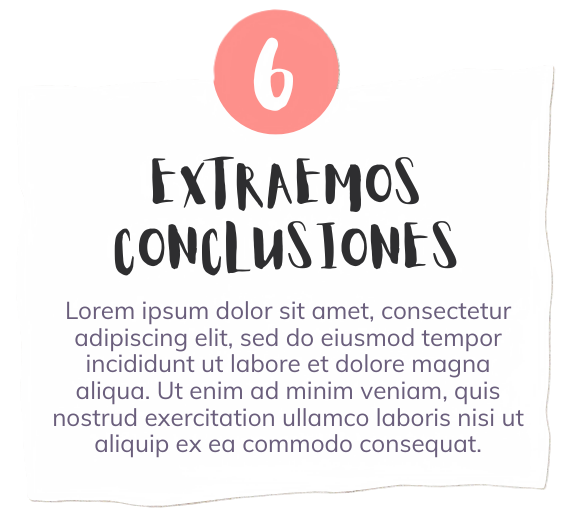 6
EXTRAEMOS
CONCLUSIONES
Lorem ipsum dolor sit amet, consectetur
adipiscing elit, sed do eiusmod tempor
incididunt ut labore et dolore magna
aliqua. Ut enim ad minim veniam, quis
nostrud exercitation ullamco laboris nisi ut
aliquip ex ea commodo consequat.